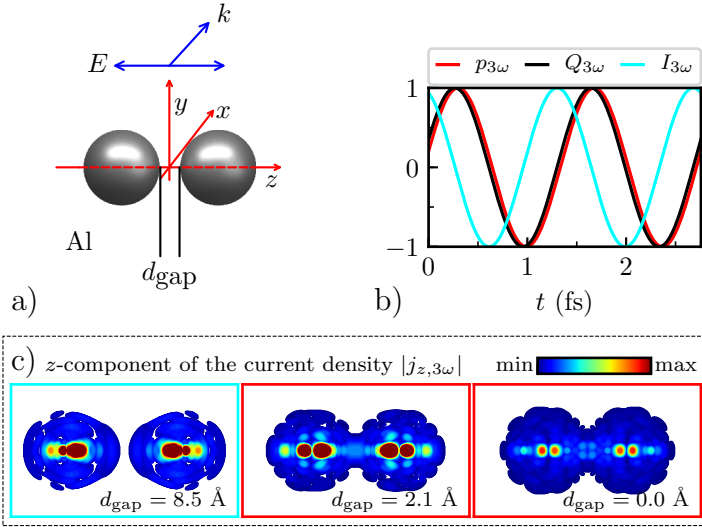 k
E
y
x
z
Al
d_gap
a)
p_3ω Q_3ω I_3ω
1
0
−1
0 1 2
b) t (fs)
c) z-component of the current density |j_z,3ω| min max
d_gap = 8.5 Å d_gap = 2.1 Å d_gap = 0.0 Å